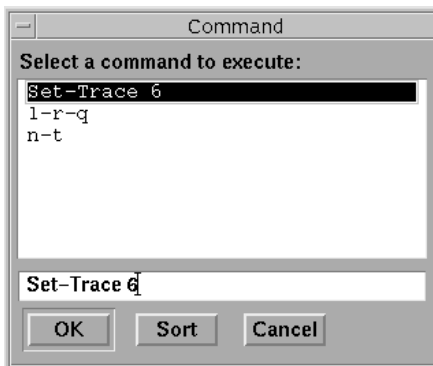 Command
Select a command to execute:
Set-Trace 6
l-r-q
n-t
Set-Trace 6
OK Sort Cancel